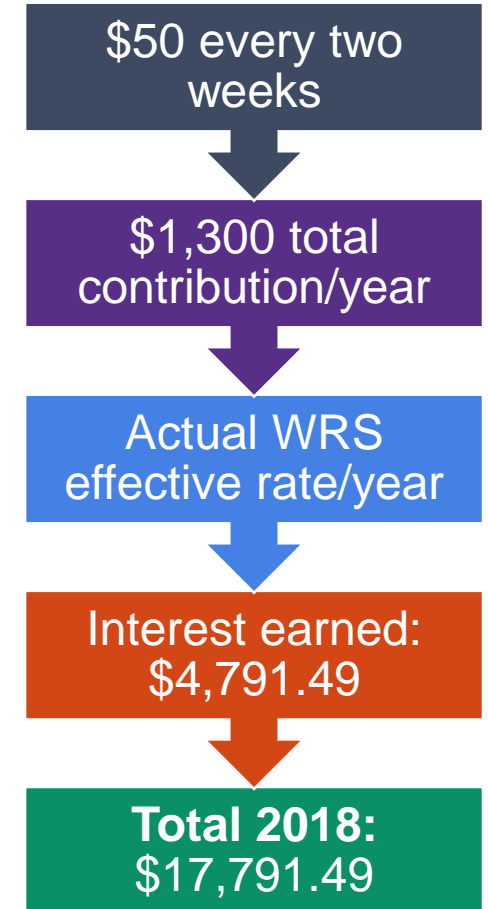 $50 every two
weeks
$1,300 total
contribution/year
Actual WRS
effective rate/year
Interest earned:
$4,791.49
Total 2018:
$17,791.49